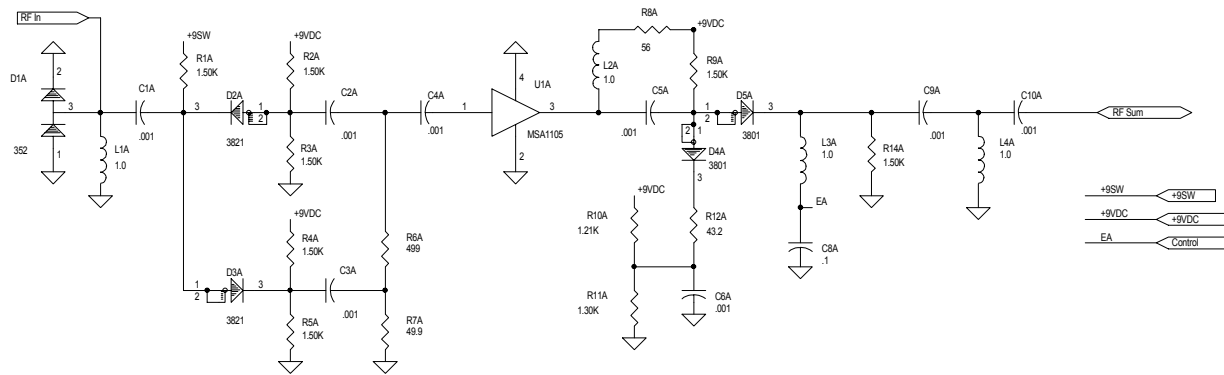 RF In
D1A
2
3
1
352
L1A
1.0
C1A
.001
+9SW
R1A
1.50K
3
D2A
1
2
3821
+9VDC
R2A
1.50K
R3A
1.50K
C2A
.001
C4A
.001
1
4
U1A
3
MSA1105
2
+9VDC
R4A
1.50K
1
2
D3A
3
3821
R5A
1.50K
C3A
.001
R6A
499
R7A
49.9
R8A
56
L2A
1.0
+9VDC
R9A
1.50K
C5A
.001
1
2
D5A
3
3801
2
1
D4A
3801
3
+9VDC
R10A
1.21K
R12A
43.2
R11A
1.30K
C6A
.001
L3A
1.0
EA
C8A
.1
R14A
1.50K
C9A
.001
L4A
1.0
C10A
.001
RF Sum
+9SW
+9SW
+9VDC
+9VDC
EA
Control